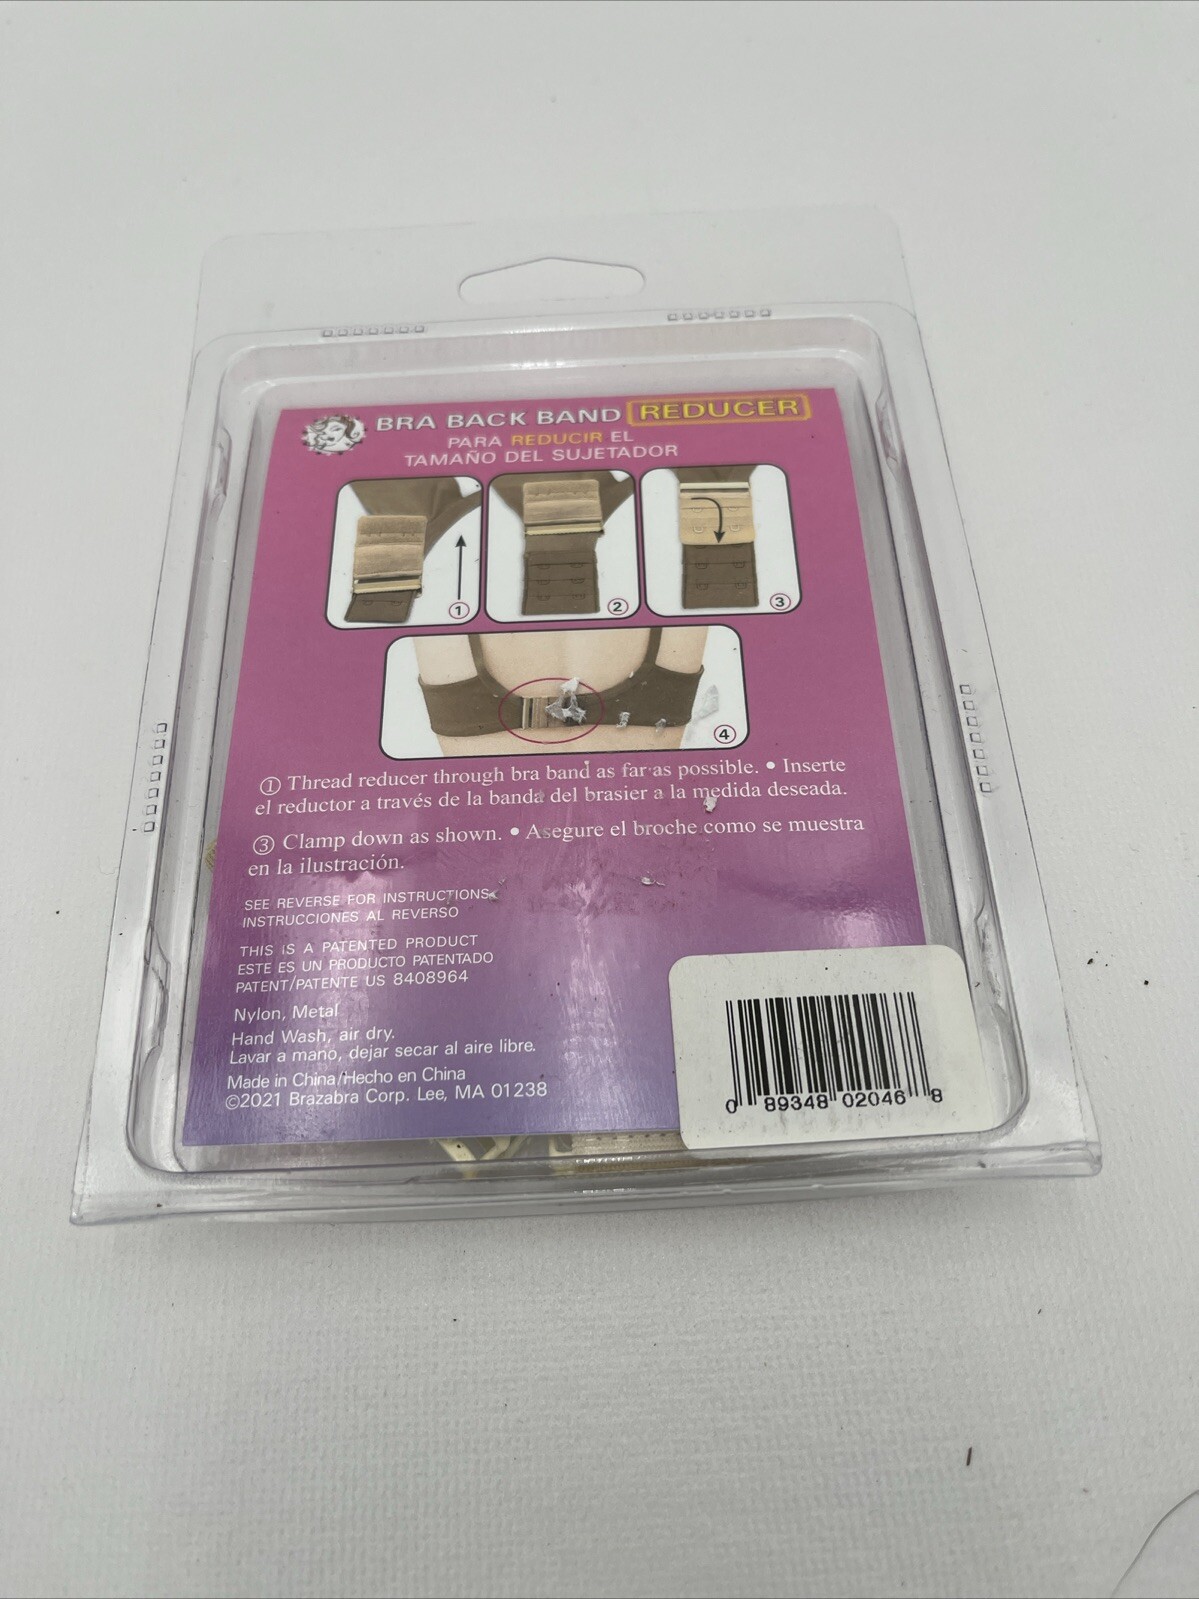 BRA BACK BAND REDUCER
PARA REDUCIR EL
TAMAÑO DEL SUJETADOR
1
2
3
4
① Thread reducer through bra band as far as possible. • Inserte
el reductor a través de la banda del brasier a la medida deseada.
③ Clamp down as shown. • Asegure el broche como se muestra
en la ilustración.
SEE REVERSE FOR INSTRUCTIONS
INSTRUCCIONES AL REVERSO
THIS IS A PATENTED PRODUCT
ESTE ES UN PRODUCTO PATENTADO
PATENT/PATENTE US 8408964
Nylon, Metal
Hand Wash, air dry.
Lavar a mano, dejar secar al aire libre.
Made in China/Hecho en China
©2021 Brazabra Corp. Lee, MA 01238
0 89348 02046 8